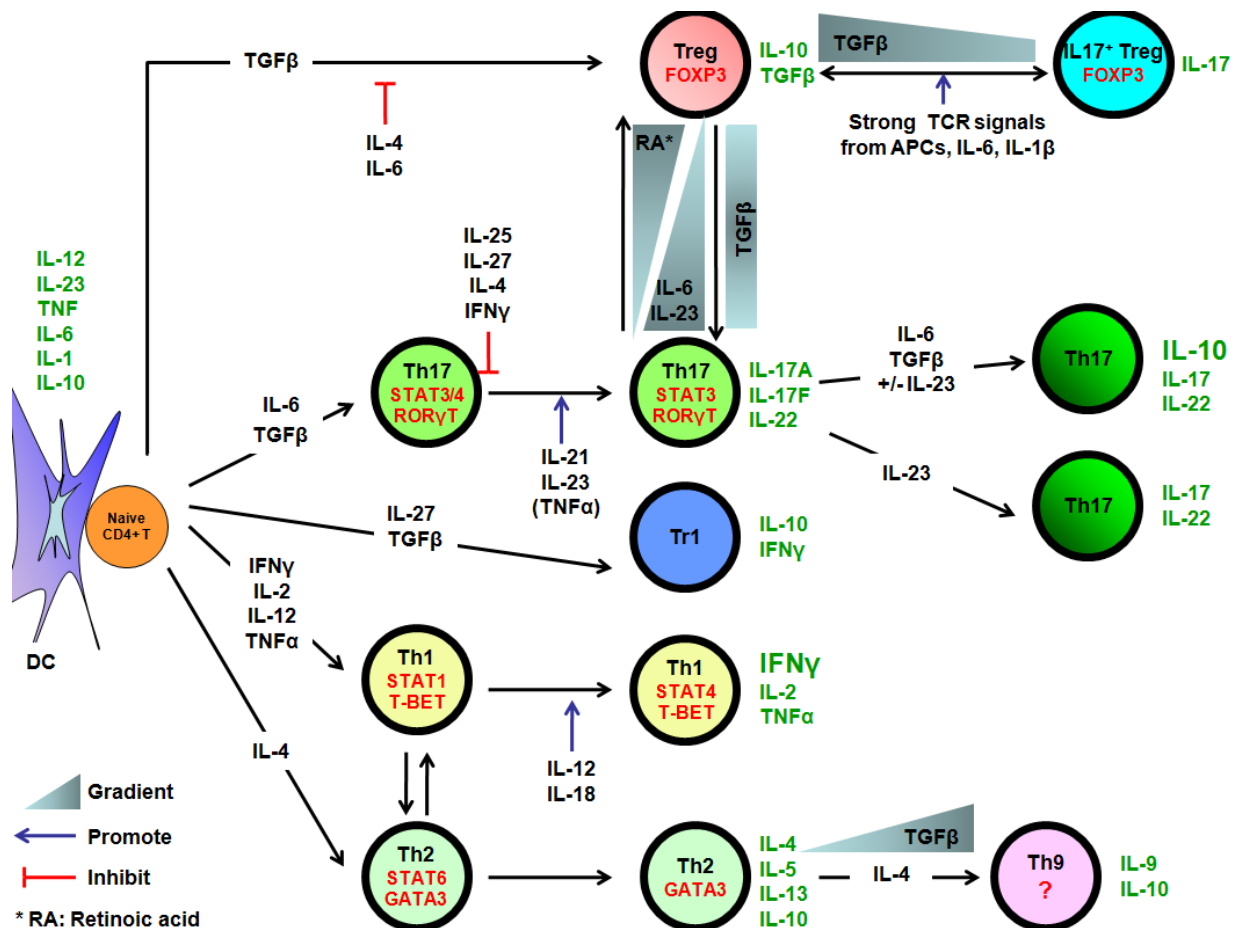 TGFβ
IL-4
IL-6
Treg
FOXP3
IL-10
TGFβ
TGFβ
IL17+ Treg
FOXP3
IL-17
Strong TCR signals
from APCs, IL-6, IL-1β
RA*
IL-6
IL-23
TGFβ
IL-12
IL-23
TNF
IL-6
IL-1
IL-10
IL-25
IL-27
IL-4
IFNγ
IL-6
TGFβ
Th17
STAT3/4
RORγT
IL-21
IL-23
(TNFα)
Th17
STAT3
RORγT
IL-17A
IL-17F
IL-22
IL-6
TGFβ
+/- IL-23
Th17
IL-10
IL-17
IL-22
IL-23
Th17
IL-17
IL-22
Naive
CD4+T
DC
IL-27
TGFβ
Tr1
IL-10
IFNγ
IFNγ
IL-2
IL-12
TNFα
Th1
STAT1
T-BET
IL-12
IL-18
Th1
STAT4
T-BET
IFNγ
IL-2
TNFα
IL-4
Th2
STAT6
GATA3
Th2
GATA3
IL-4
IL-5
IL-13
IL-10
TGFβ
IL-4
Th9
?
IL-9
IL-10
Gradient
Promote
Inhibit
* RA: Retinoic acid